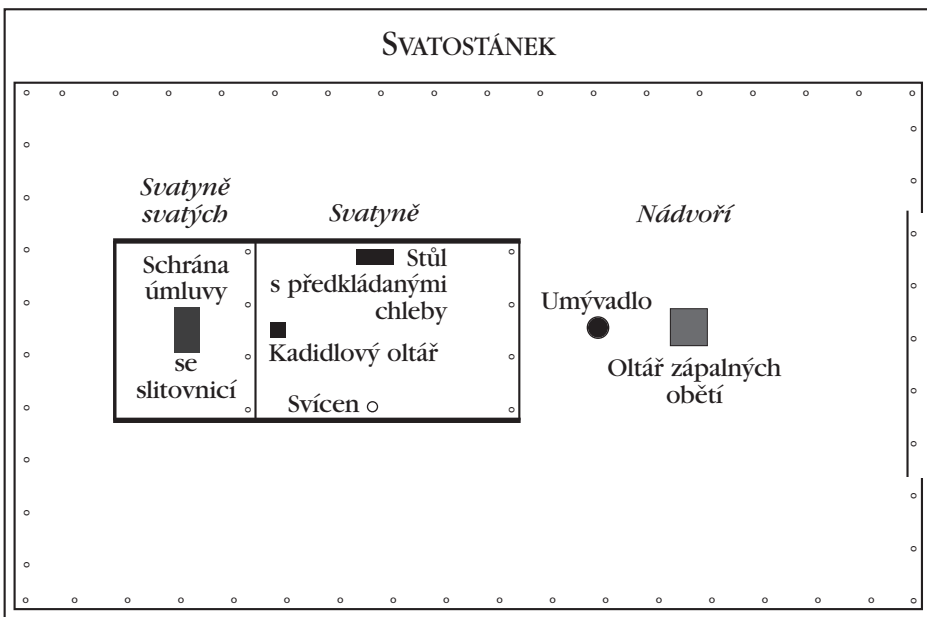 SVATOSTÁNEK
Svatyně
svatých
Svatyně
Nádvoří
Schrána
úmluvy
se
slitovnicí
Stůl
s předkládanými
chleby
Kadidlový oltář
Svícen
Umývadlo
Oltář zápalných
obětí